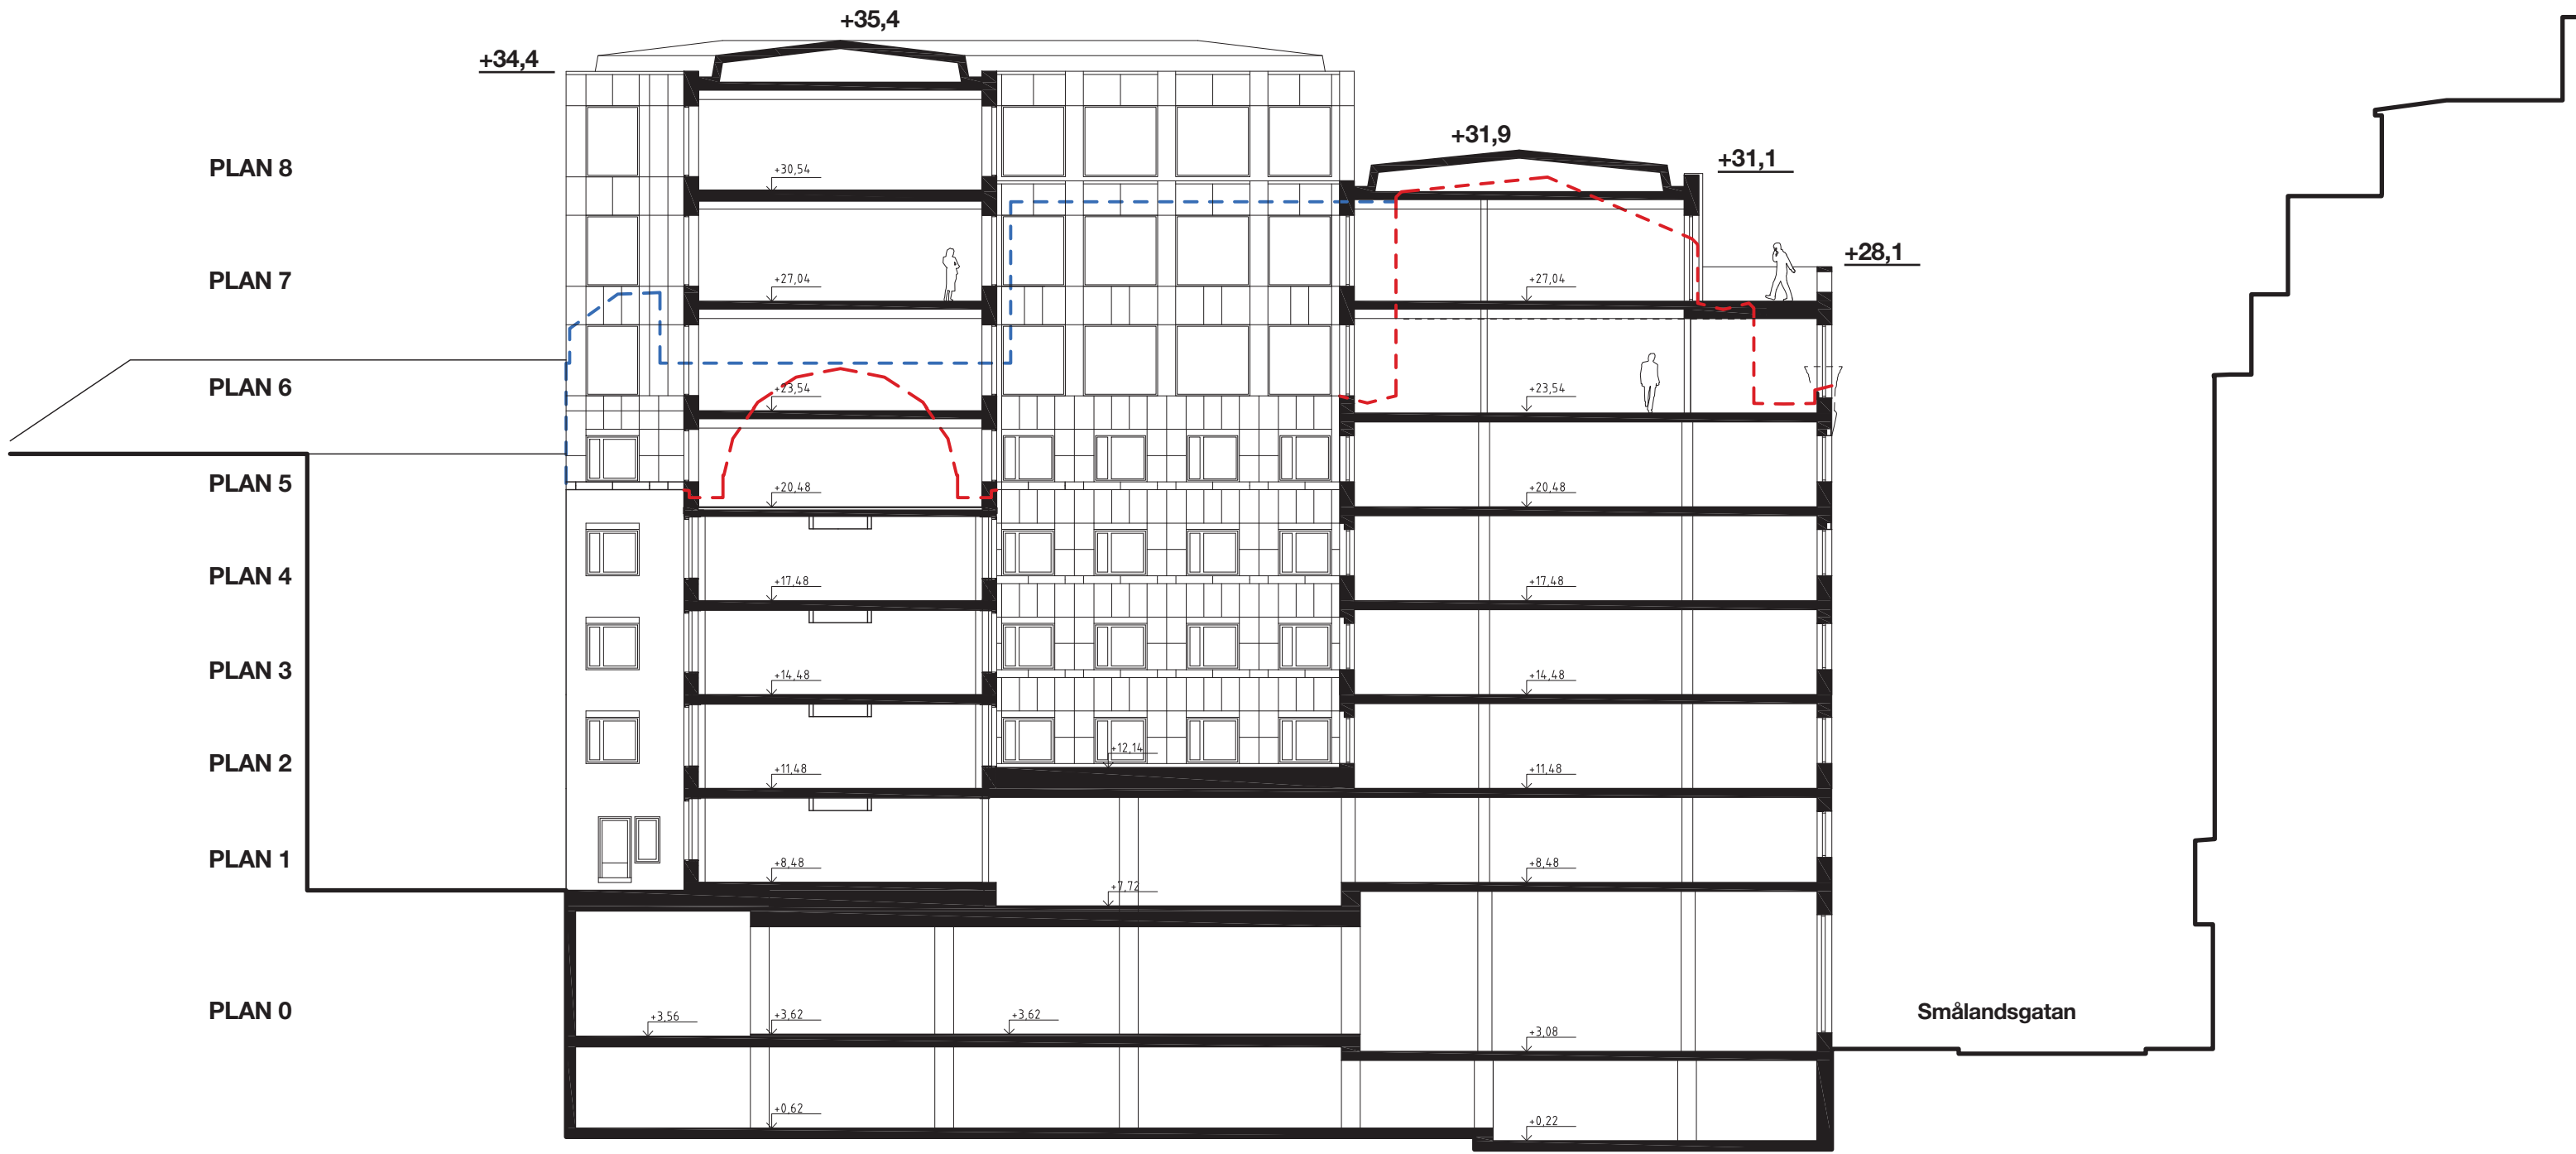 +35,4
+34,4
+31,9
+31,1
PLAN 8
+30,54
+28,1
PLAN 7
+27,04
+27,04
PLAN 6
+23,54
+23,54
PLAN 5
+20,48
+20,48
PLAN 4
+17,48
+17,48
PLAN 3
+14,48
+14,48
+12,14
PLAN 2
+11,48
+11,48
PLAN 1
+8,48
+8,48
+7,72
PLAN 0
+3,56
+3,62
+3,62
Smålandsgatan
+3,08
+0,62
+0,22